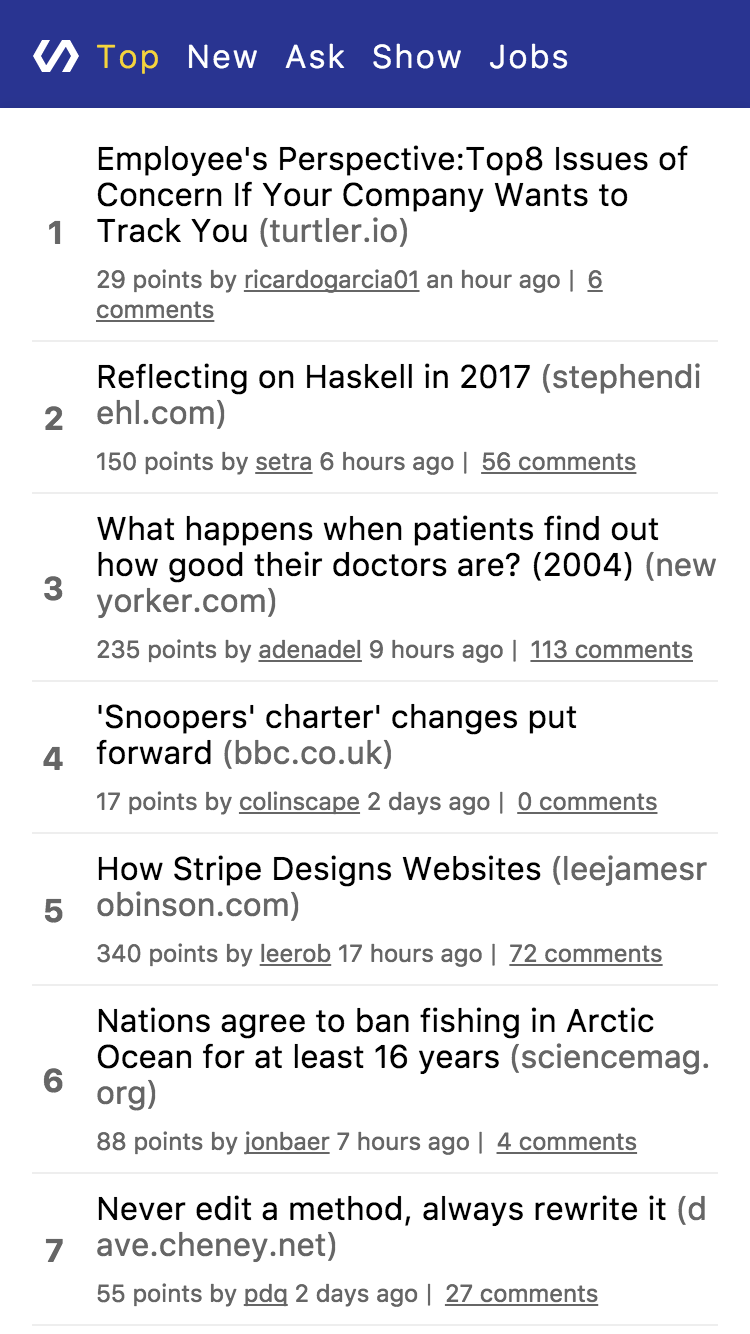 Top New Ask Show Jobs
Employee's Perspective:Top8 Issues of
Concern If Your Company Wants to
1
Track You (turtler.io)
29 points by ricardogarcia01 an hour ago | 6
comments
Reflecting on Haskell in 2017 (stephendi
2
ehl.com)
150 points by setra 6 hours ago | 56 comments
What happens when patients find out
how good their doctors are? (2004) (new
3
yorker.com)
235 points by adenadel 9 hours ago | 113 comments
'Snoopers' charter' changes put
4
forward (bbc.co.uk)
17 points by colinscape 2 days ago | 0 comments
How Stripe Designs Websites (leejamesr
5
obinson.com)
340 points by leerob 17 hours ago | 72 comments
Nations agree to ban fishing in Arctic
Ocean for at least 16 years (sciencemag.
6
org)
88 points by jonbaer 7 hours ago | 4 comments
Never edit a method, always rewrite it (d
7
ave.cheney.net)
55 points by pdq 2 days ago | 27 comments